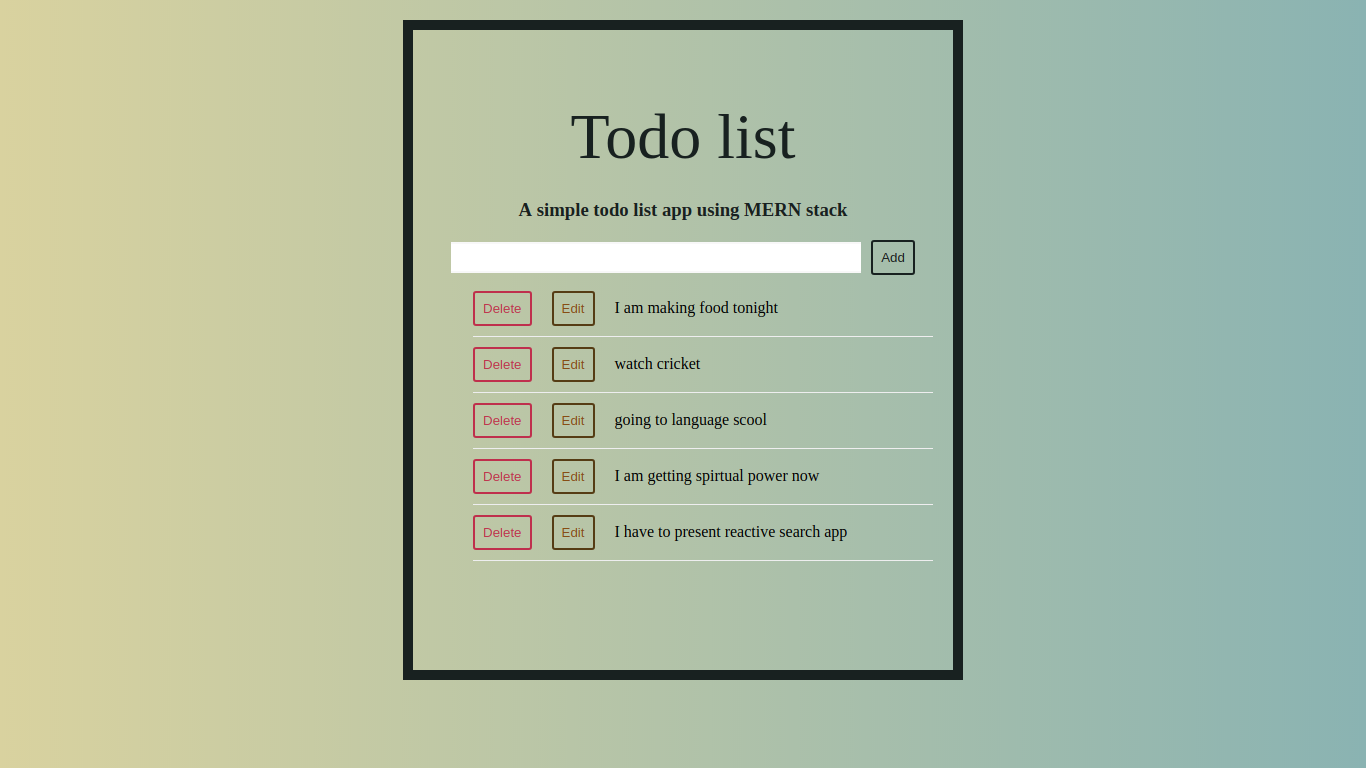 Todo list
A simple todo list app using MERN stack
Add
Delete Edit I am making food tonight
Delete Edit watch cricket
Delete Edit going to language scool
Delete Edit I am getting spirtual power now
Delete Edit I have to present reactive search app